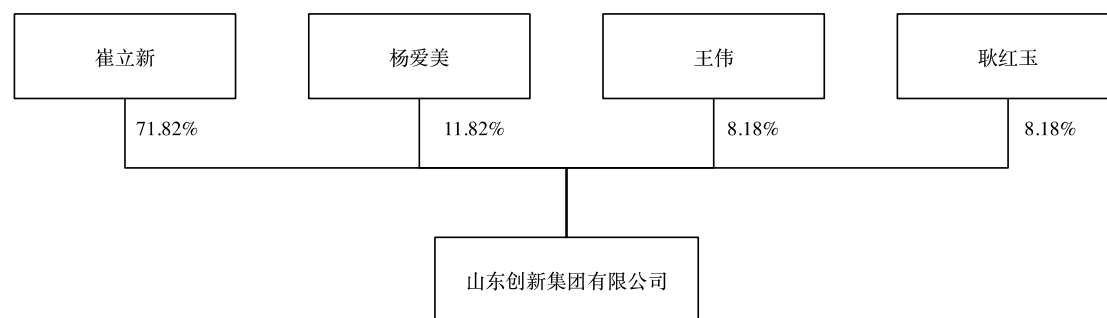 崔立新
杨爱美
王伟
耿红玉
71.82%
11.82%
8.18%
8.18%
山东创新集团有限公司